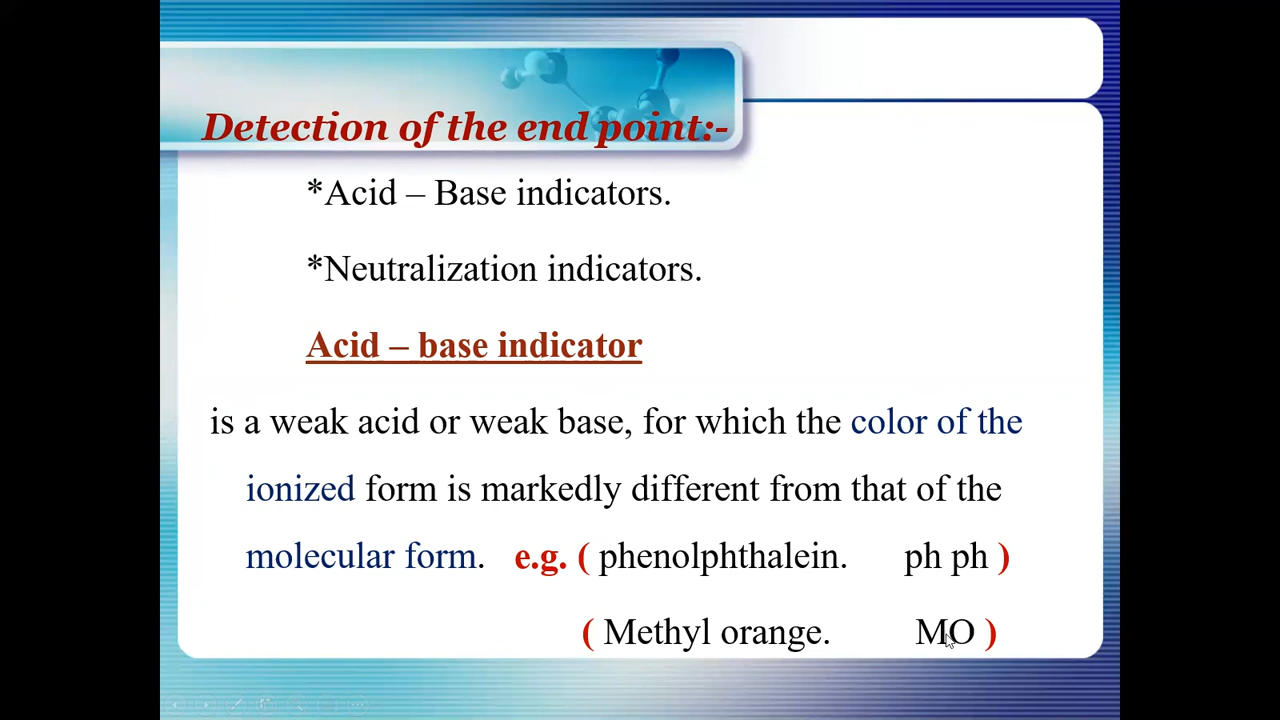 Detection of the end point:-
*Acid – Base indicators.
*Neutralization indicators.
Acid – base indicator
is a weak acid or weak base, for which the color of the
ionized form is markedly different from that of the
molecular form. e.g. ( phenolphthalein. ph ph )
( Methyl orange. MO )